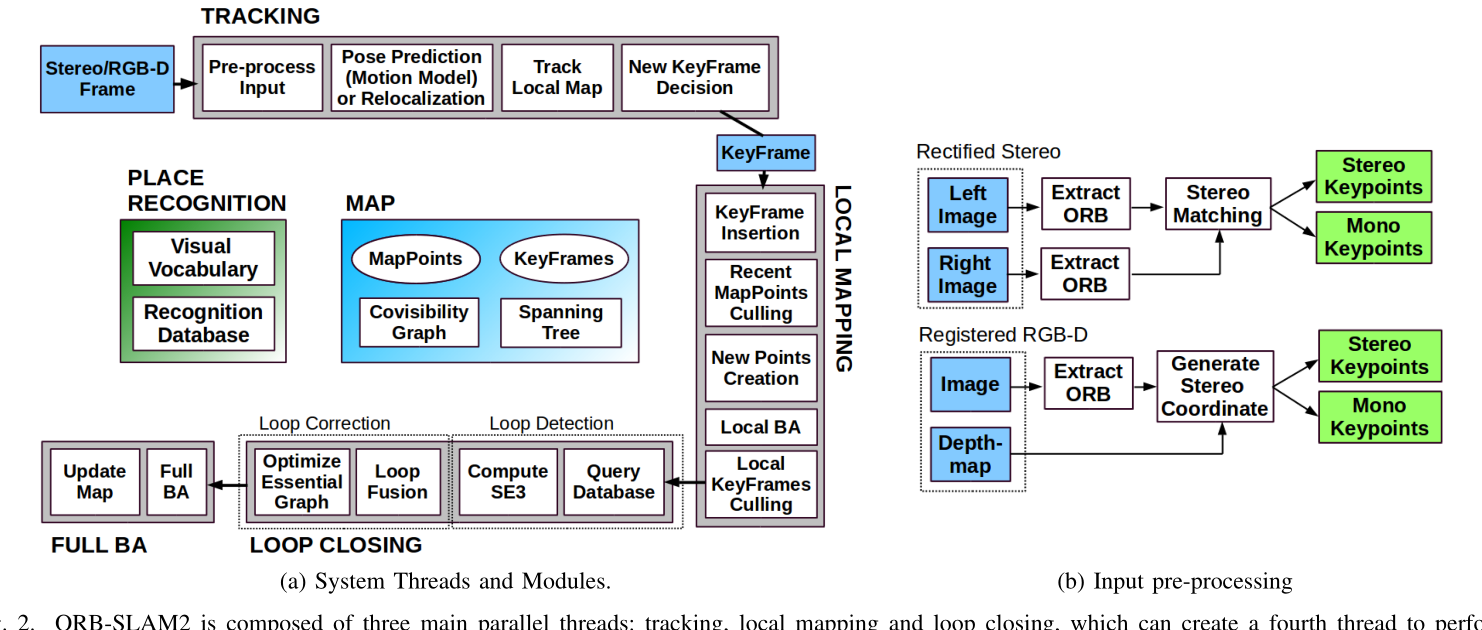 TRACKING
Stereo/RGB-D
Frame
Pre-process
Input
Pose Prediction
(Motion Model)
or Relocalization
Track
Local Map
New KeyFrame
Decision
KeyFrame
PLACE
RECOGNITION
Visual
Vocabulary
Recognition
Database
MAP
MapPoints
KeyFrames
Covisibility
Graph
Spanning
Tree
LOCAL MAPPING
KeyFrame
Insertion
Recent
MapPoints
Culling
New Points
Creation
Local BA
Local
KeyFrames
Culling
Loop Correction
Loop Detection
Optimize
Essential
Graph
Loop
Fusion
Compute
SE3
Query
Database
Update
Map
Full
BA
FULL BA
LOOP CLOSING
(a) System Threads and Modules.
Rectified Stereo
Left
Image
Right
Image
Extract
ORB
Extract
ORB
Stereo
Matching
Stereo
Keypoints
Mono
Keypoints
Registered RGB-D
Image
Depth-
map
Extract
ORB
Generate
Stereo
Coordinate
Stereo
Keypoints
Mono
Keypoints
(b) Input pre-processing
2. ORB-SLAM2 is composed of three main parallel threads: tracking, local mapping and loop closing, which can create a fourth thread to